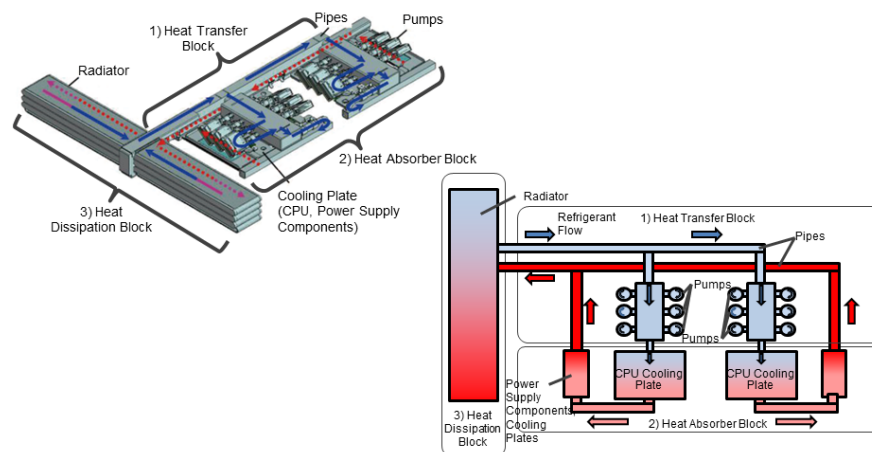 Pipes
Pumps
1) Heat Transfer
Block
Radiator
2) Heat Absorber Block
Cooling Plate
(CPU, Power Supply
Components)
3) Heat
Dissipation Block
Radiator
Refrigerant
Flow
1) Heat Transfer Block
Pipes
Pumps
Pumps
CPU Cooling
Plate
CPU Cooling
Plate
Power
Supply
Components,
Cooling
Plates
3) Heat
Dissipation
Block
2) Heat Absorber Block